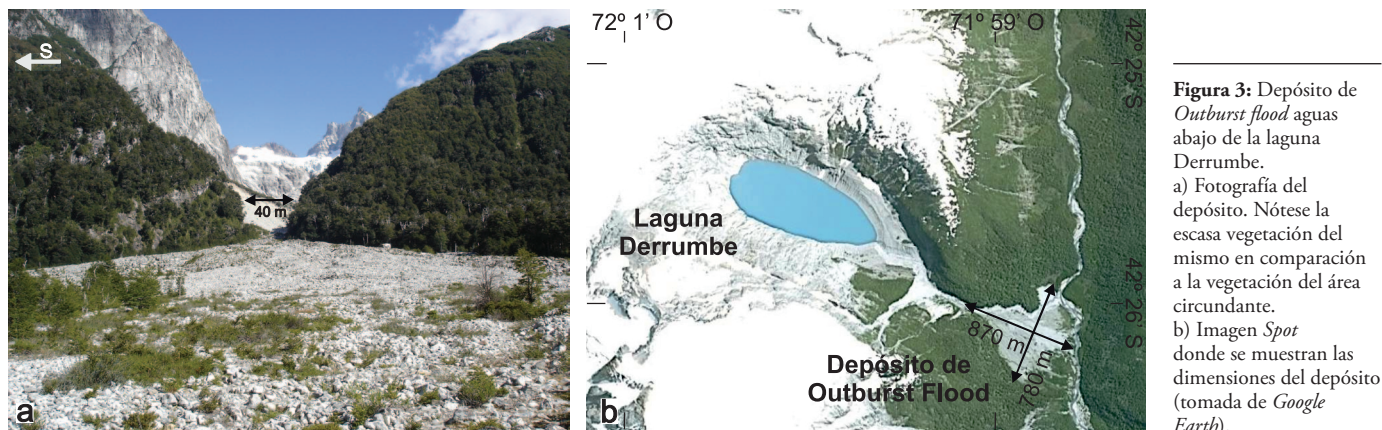 S
40 m
a
72º 1’ O
71º 59’ O
42º 25’ S
Laguna
Derrumbe
42º 26’ S
870 m
780 m
Depósito de
Outburst Flood
b
Figura 3: Depósito de
Outburst flood aguas
abajo de la laguna
Derrumbe.
a) Fotografía del
depósito. Nótese la
escasa vegetación del
mismo en comparación
a la vegetación del área
circundante.
b) Imagen Spot
donde se muestran las
dimensiones del depósito
(tomada de Google
Earth)